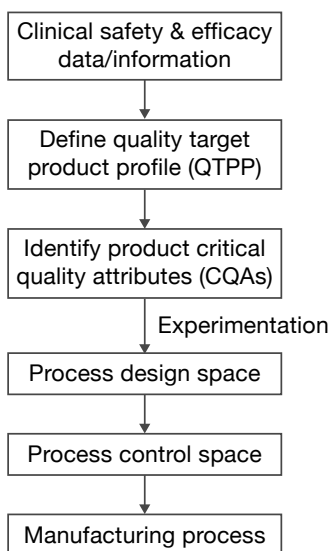 Clinical safety & efficacy
data/information
Define quality target
product profile (QTPP)
Identify product critical
quality attributes (CQAs)
Experimentation
Process design space
Process control space
Manufacturing process